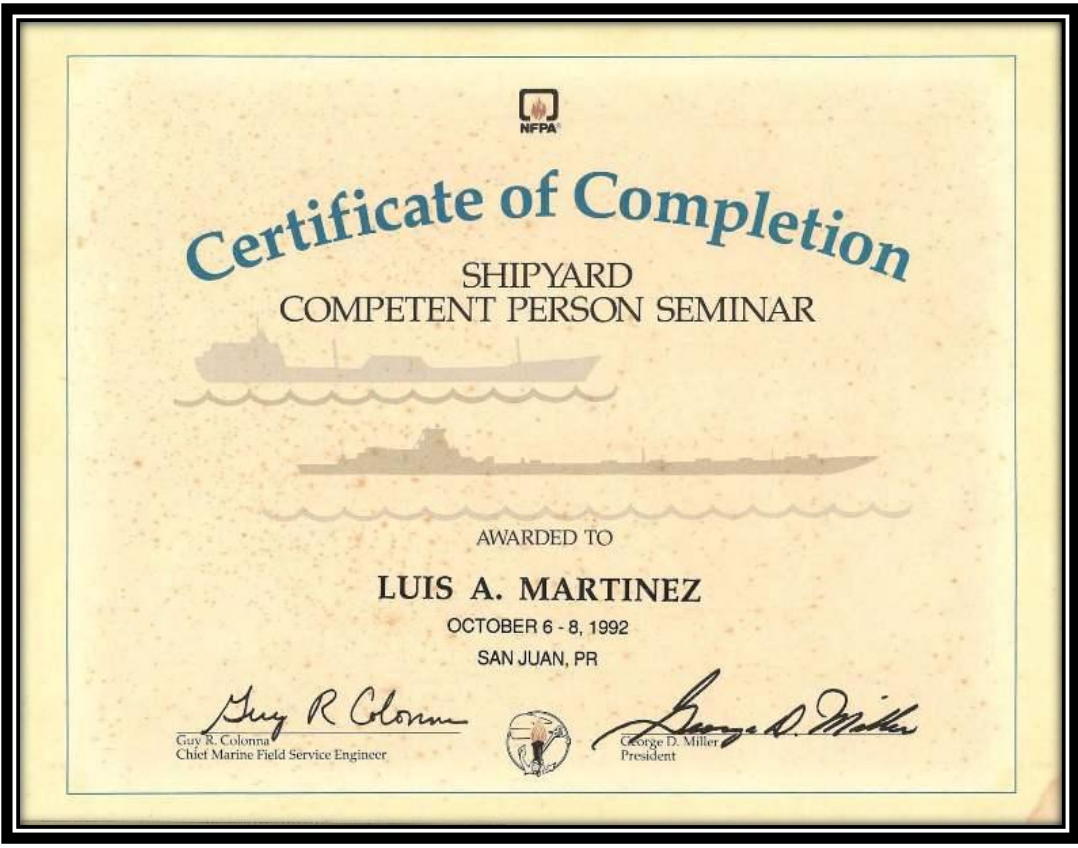 NFPA®
Certificate of Completion
SHIPYARD
COMPETENT PERSON SEMINAR
AWARDED TO
LUIS A. MARTINEZ
OCTOBER 6 - 8, 1992
SAN JUAN, PR
Guy R Colonna
Guy R. Colonna
Chief Marine Field Service Engineer
George D. Miller
George D. Miller
President